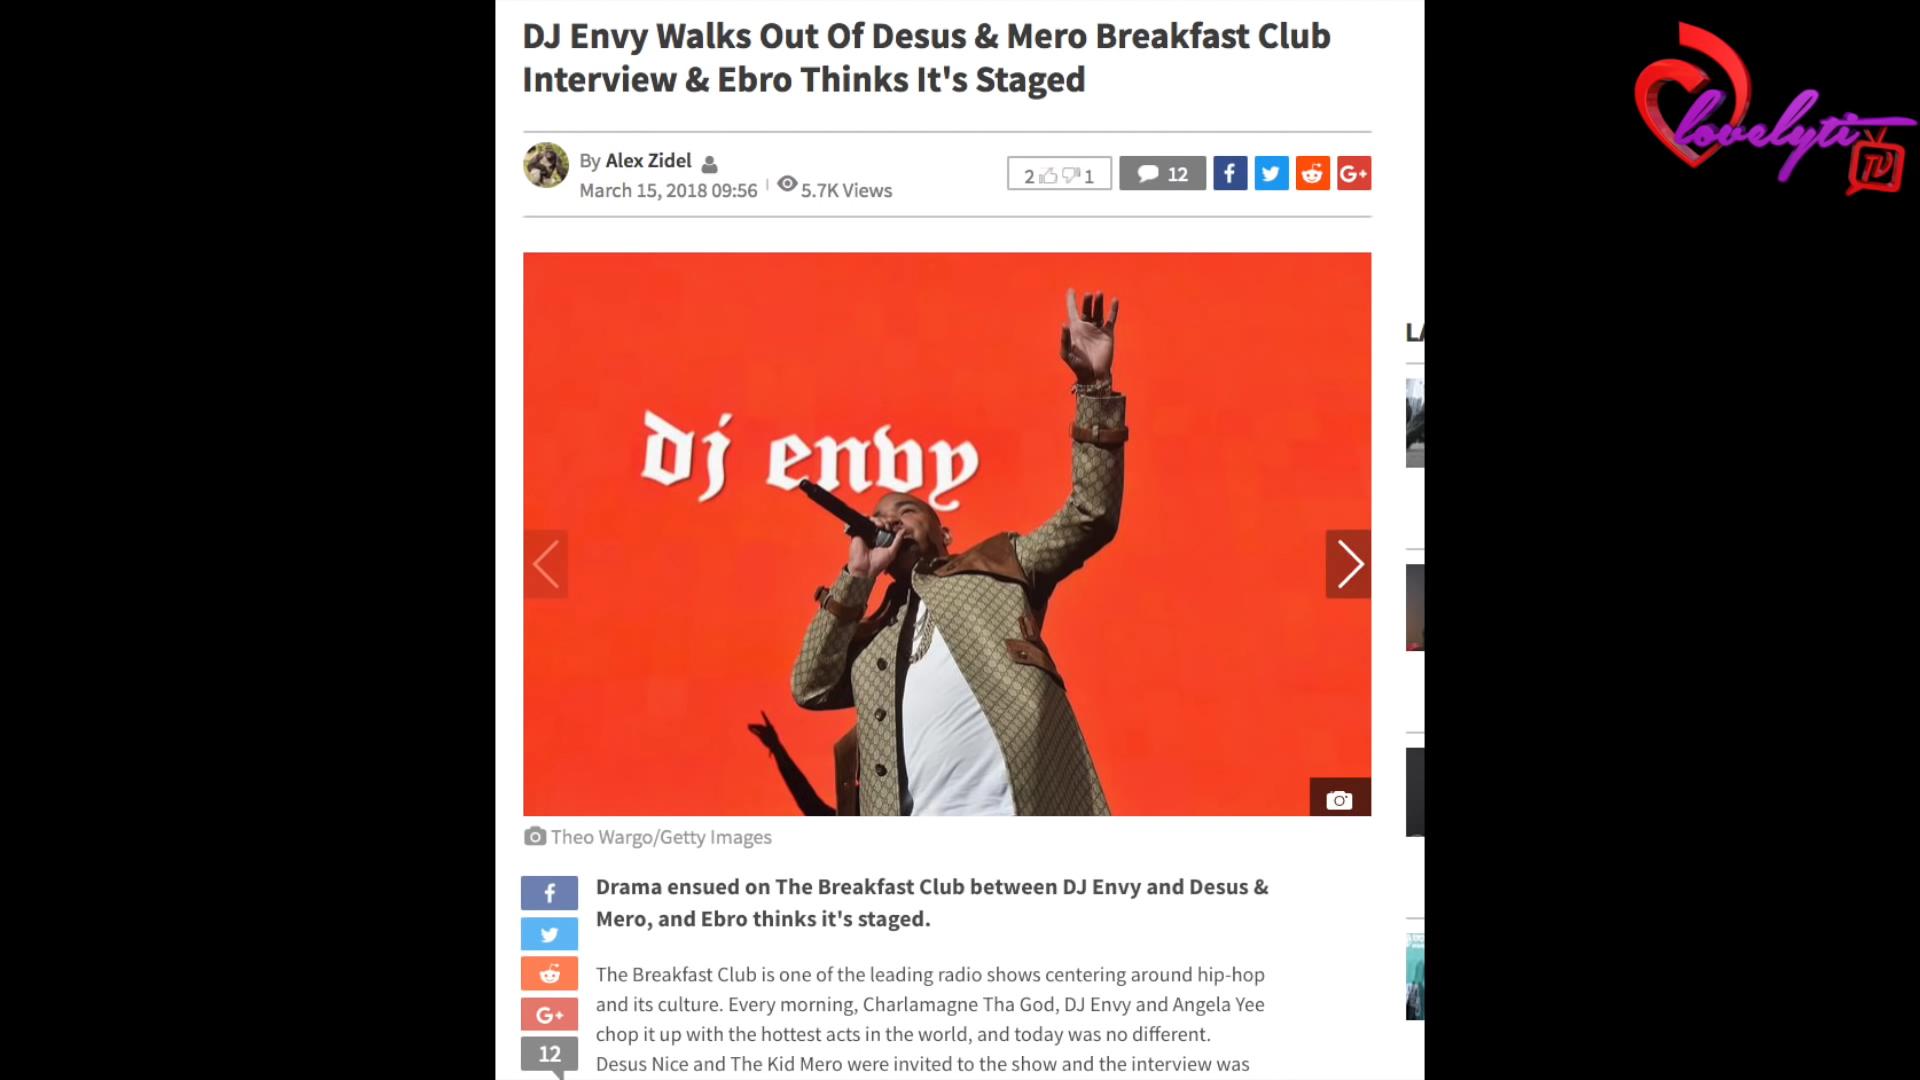 DJ Envy Walks Out Of Desus & Mero Breakfast Club
Interview & Ebro Thinks It's Staged
By Alex Zidel
March 15, 2018 09:56 5.7K Views
2 1
12
f
G+
lovelyti
TV
LA
dj envy
Theo Wargo/Getty Images
f
G+
12
Drama ensued on The Breakfast Club between DJ Envy and Desus &
Mero, and Ebro thinks it's staged.
The Breakfast Club is one of the leading radio shows centering around hip-hop
and its culture. Every morning, Charlamagne Tha God, DJ Envy and Angela Yee
chop it up with the hottest acts in the world, and today was no different.
Desus Nice and The Kid Mero were invited to the show and the interview was